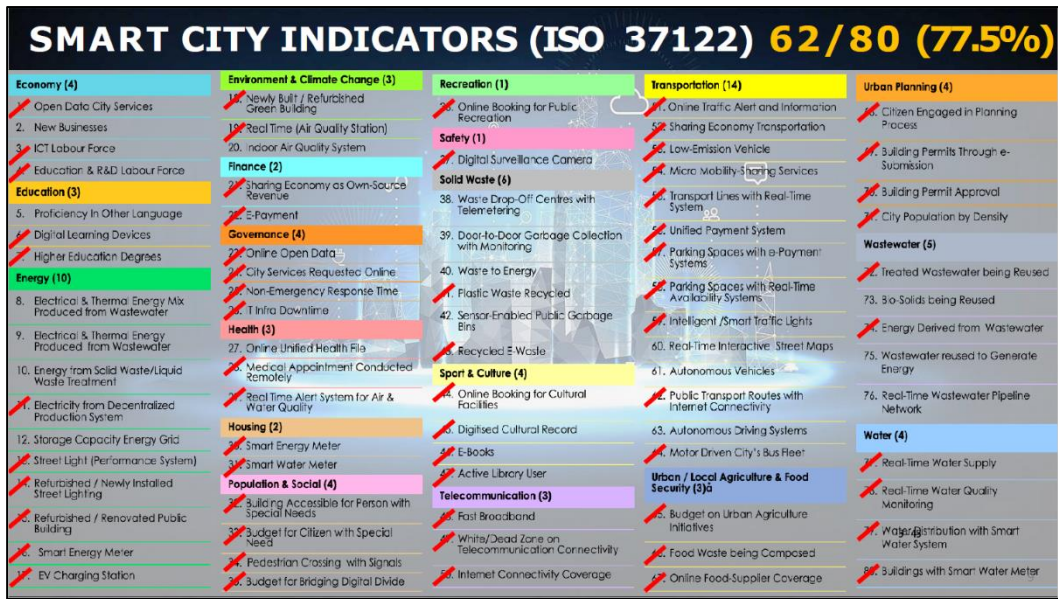 SMART CITY INDICATORS (ISO 37122) 62/80 (77.5%)
Economy (4)
1. Open Data City Services
2. New Businesses
3. ICT Labour Force
4. Education & R&D Labour Force
Education (3)
5. Proficiency In Other Language
6. Digital Learning Devices
7. Higher Education Degrees
Energy (10)
8. Electrical & Thermal Energy Mix
Produced from Wastewater
9. Electrical & Thermal Energy
Produced from Wastewater
10. Energy from Solid Waste/Liquid
Waste Treatment
11. Electricity from Decentralized
Production System
12. Storage Capacity Energy Grid
13. Street Light (Performance System)
14. Refurbished / Newly Installed
Street Lighting
15. Refurbished / Renovated Public
Building
16. Smart Energy Meter
17. EV Charging Station
Environment & Climate Change (3)
18. Newly Built / Refurbished
Green Building
19. Real Time (Air Quality Station)
20. Indoor Air Quality System
Finance (2)
21. Sharing Economy as Own-Source
Revenue
22. E-Payment
Governance (4)
23. Online Open Data
24. City Services Requested Online
25. Non-Emergency Response Time
26. IT Infra Downtime
Health (3)
27. Online Unified Health File
28. Medical Appointment Conducted
Remotely
29. Real Time Alert System for Air &
Water Quality
Housing (2)
30. Smart Energy Meter
31. Smart Water Meter
Population & Social (4)
32. Building Accessible for Person with
Special Needs
33. Budget for Citizen with Special
Need
34. Pedestrian Crossing with Signals
35. Budget for Bridging Digital Divide
Recreation (1)
36. Online Booking for Public
Recreation
Safety (1)
37. Digital Surveillance Camera
Solid Waste (6)
38. Waste Drop-Off Centres with
Telemetering
39. Door-to-Door Garbage Collection
with Monitoring
40. Waste to Energy
41. Plastic Waste Recycled
42. Sensor-Enabled Public Garbage
Bins
43. Recycled E-Waste
Sport & Culture (4)
44. Online Booking for Cultural
Facilities
45. Digitised Cultural Record
46. E-Books
47. Active Library User
Telecommunication (3)
48. Fast Broadband
49. White/Dead Zone on
Telecommunication Connectivity
50. Internet Connectivity Coverage
Transportation (14)
51. Online Traffic Alert and Information
52. Sharing Economy Transportation
53. Low-Emission Vehicle
54. Micro Mobility-Sharing Services
55. Transport Lines with Real-Time
System
56. Unified Payment System
57. Parking Spaces with e-Payment
Systems
58. Parking Spaces with Real-Time
Availability Systems
59. Intelligent /Smart Traffic Lights
60. Real-Time Interactive Street Maps
61. Autonomous Vehicles
62. Public Transport Routes with
Internet Connectivity
63. Autonomous Driving Systems
64. Motor Driven City's Bus Fleet
Urban / Local Agriculture & Food
Security (3)à
65. Budget on Urban Agriculture
Initiatives
66. Food Waste being Composed
67. Online Food-Supplier Coverage
Urban Planning (4)
68. Citizen Engaged in Planning
Process
69. Building Permits Through e-
Submission
70. Building Permit Approval
71. City Population by Density
Wastewater (5)
72. Treated Wastewater being Reused
73. Bio-Solids being Reused
74. Energy Derived from Wastewater
75. Wastewater reused to Generate
Energy
76. Real-Time Wastewater Pipeline
Network
Water (4)
77. Real-Time Water Supply
78. Real-Time Water Quality
Monitoring
79. Water Distribution with Smart
Water System
80. Buildings with Smart Water Meter